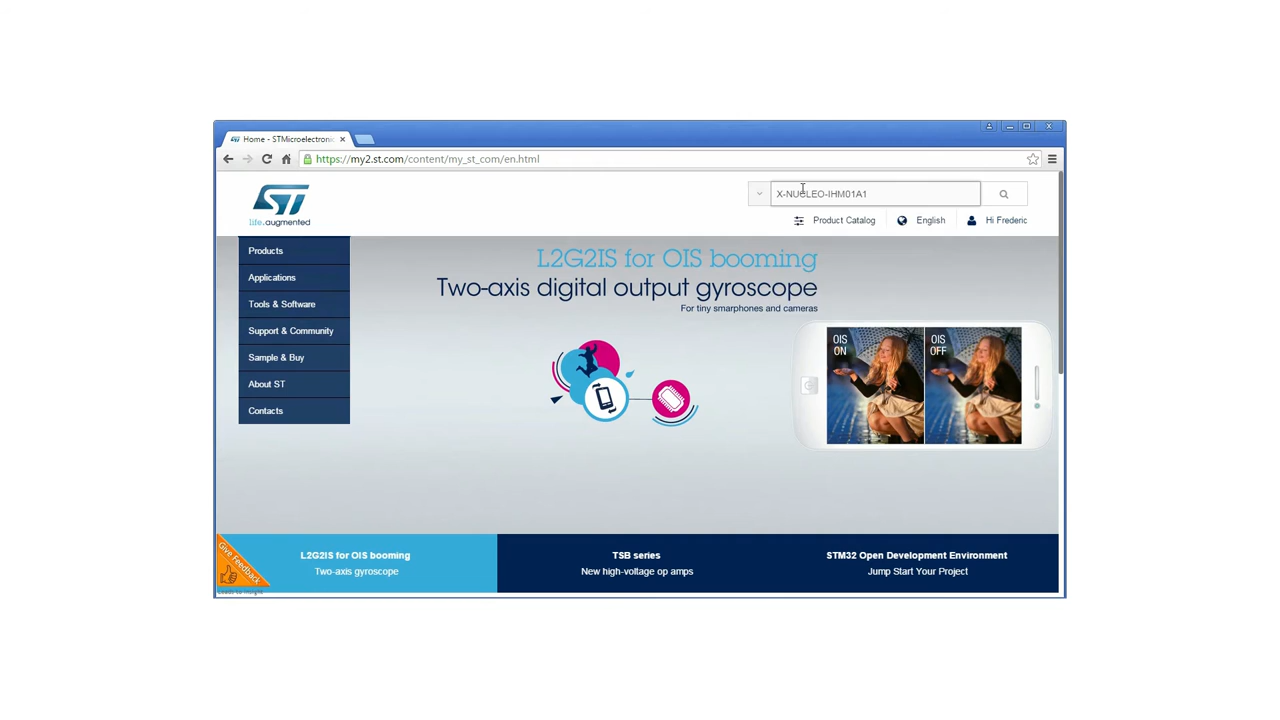 Home - STMicroelectronic
https://my2.st.com/content/my_st_com/en.html
ST
life.augmented
X-NUCLEO-IHM01A1
Product Catalog
English
Hi Frederic
Products
Applications
Tools & Software
Support & Community
Sample & Buy
About ST
Contacts
L2G2IS for OIS booming
Two-axis digital output gyroscope
For tiny smarphones and cameras
OIS
ON
OIS
OFF
Give Feedback
L2G2IS for OIS booming
Two-axis gyroscope
TSB series
New high-voltage op amps
STM32 Open Development Environment
Jump Start Your Project